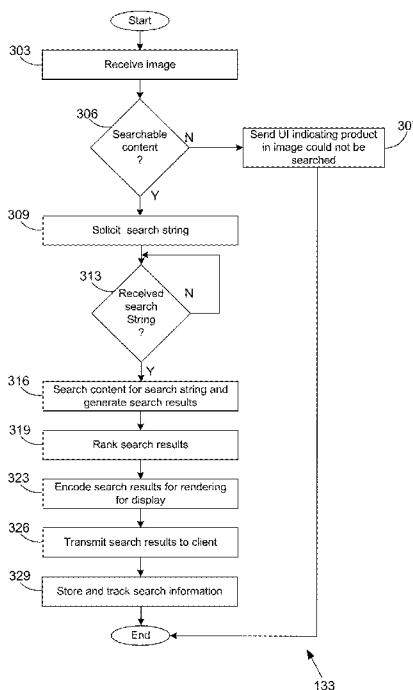 Start
303
Receive image
306
Searchable
content
?
N
Y
Send UI indicating product
in image could not be
searched
309
Solicit search string
313
Received
search
String
?
N
Y
316
Search content for search string and
generate search results
319
Rank search results
323
Encode search results for rendering
for display
326
Transmit search results to client
329
Store and track search information
End
133